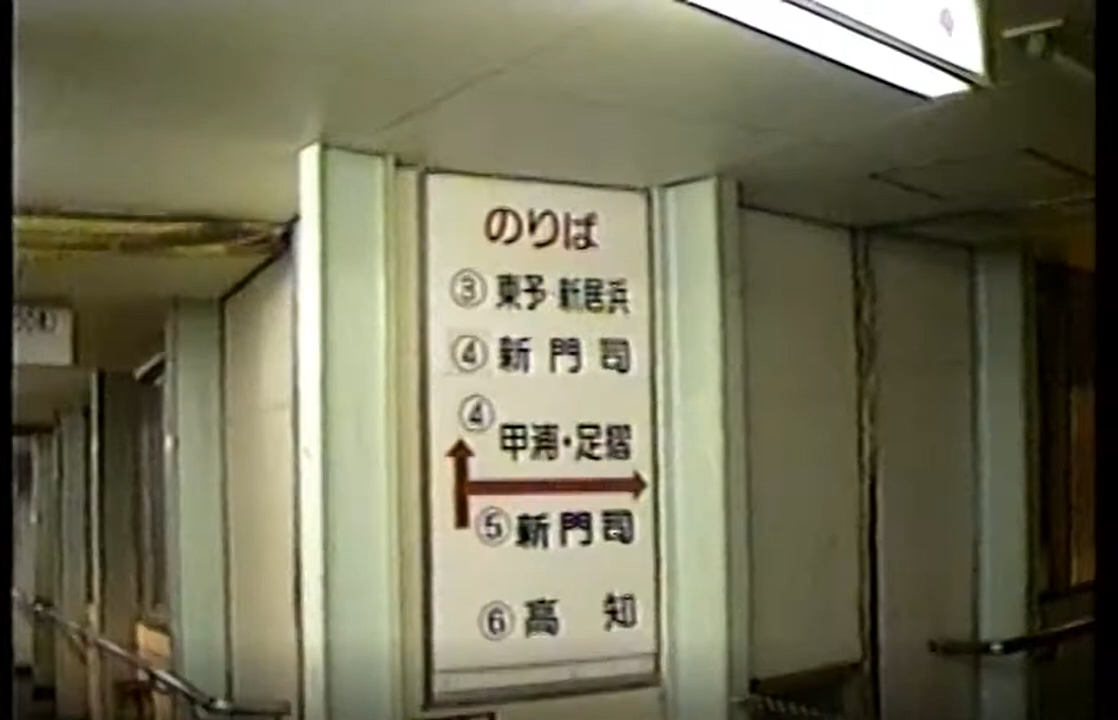 のりば
③ 東予・新居浜
④ 新門司
④ 甲浦・足摺
⑤ 新門司
⑥ 高知